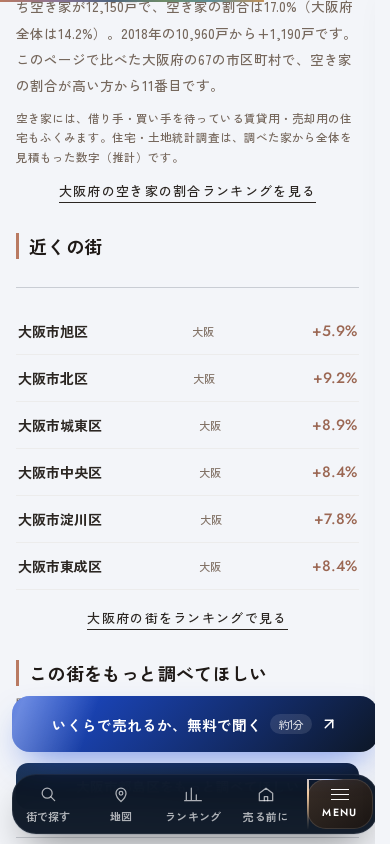 ち空き家が12,150戸で、空き家の割合は17.0%（大阪府
全体は14.2%）。2018年の10,960戸から+1,190戸です。
このページで比べた大阪府の67の市区町村で、空き家
の割合が高い方から11番目です。
空き家には、借り手・買い手を待っている賃貸用・売却用の住
宅もふくみます。住宅・土地統計調査は、調べた家から全体を
見積もった数字（推計）です。
大阪府の空き家の割合ランキングを見る
近くの街
大阪市旭区 大阪 +5.9%
大阪市北区 大阪 +9.2%
大阪市城東区 大阪 +8.9%
大阪市中央区 大阪 +8.4%
大阪市淀川区 大阪 +7.8%
大阪市東成区 大阪 +8.4%
大阪府の街をランキングで見る
この街をもっと調べてほしい
いくらで売れるか、無料で聞く 約1分
街で探す 地図 ランキング 売る前に MENU